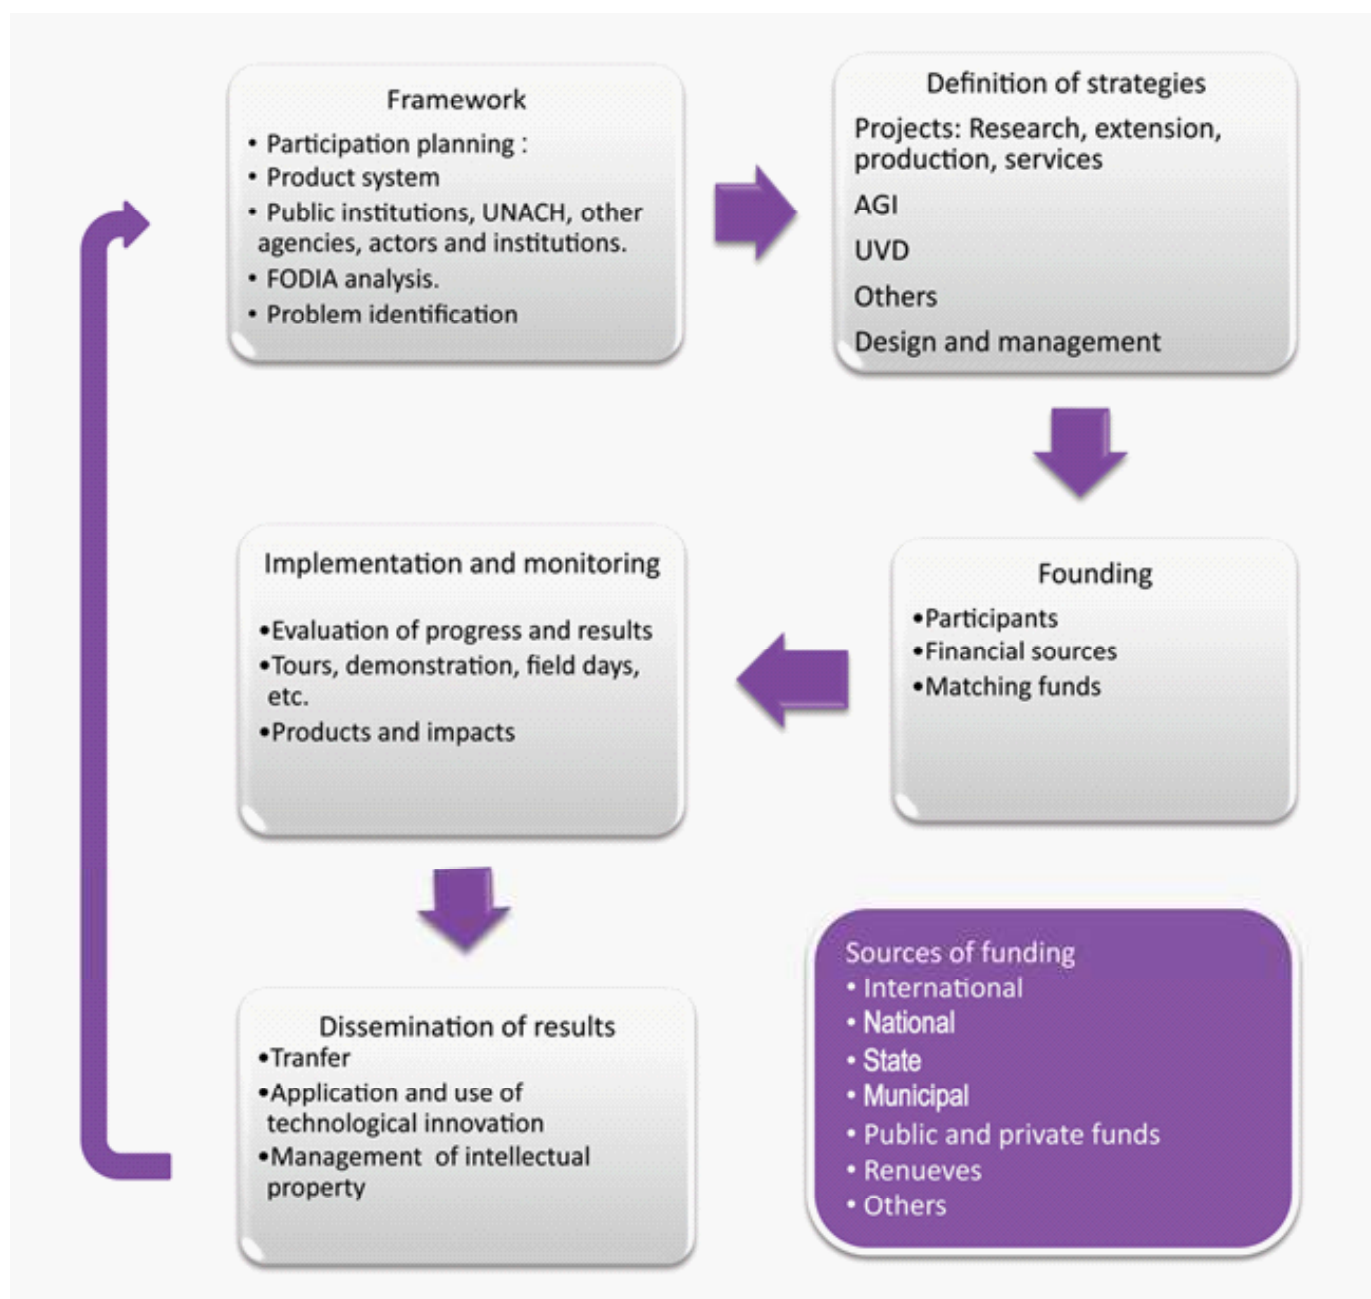 Framework
• Participation planning :
• Product system
• Public institutions, UNACH, other
agencies, actors and institutions.
• FODIA analysis.
• Problem identification
Definition of strategies
Projects: Research, extension,
production, services
AGI
UVD
Others
Design and management
Founding
•Participants
•Financial sources
•Matching funds
Implementation and monitoring
•Evaluation of progress and results
•Tours, demonstration, field days,
etc.
•Products and impacts
Dissemination of results
•Tranfer
•Application and use of
technological innovation
•Management of intellectual
property
Sources of funding
• International
• National
• State
• Municipal
• Public and private funds
• Renueves
• Others